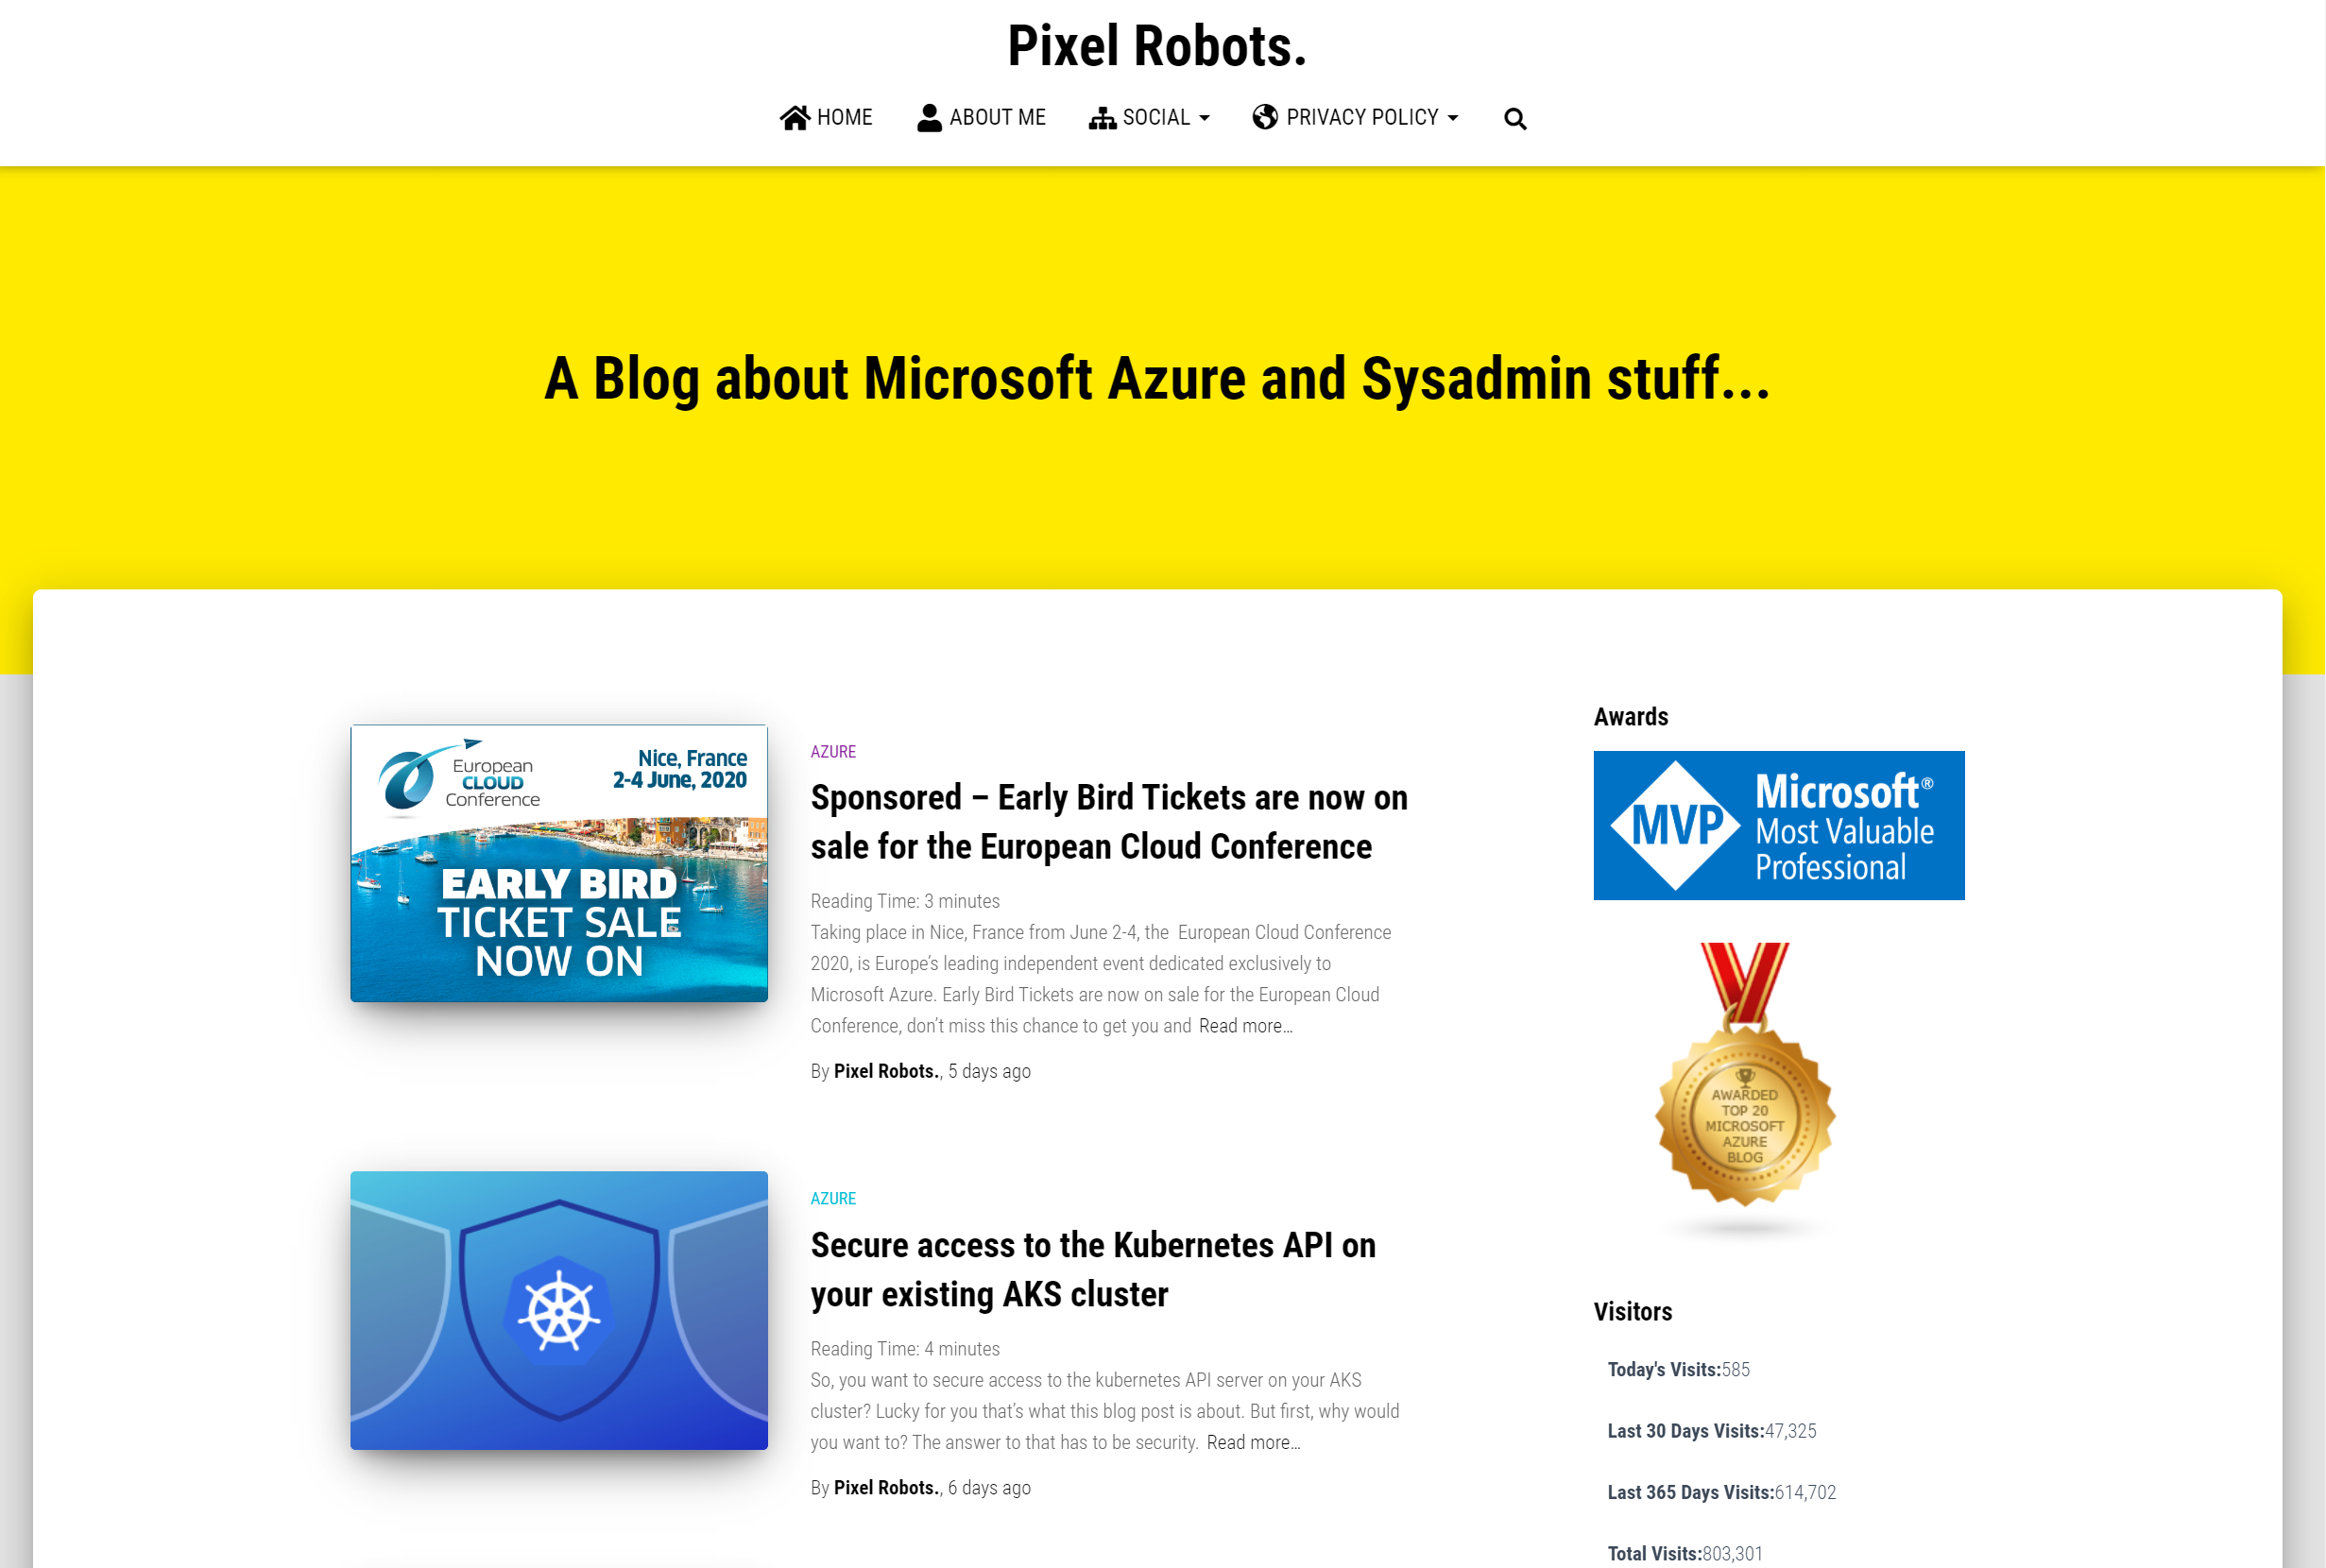 Pixel Robots.
HOME
ABOUT ME
SOCIAL
PRIVACY POLICY
A Blog about Microsoft Azure and Sysadmin stuff...
European
CLOUD
Conference
Nice, France
2-4 June, 2020
EARLY BIRD
TICKET SALE
NOW ON
AZURE
Sponsored – Early Bird Tickets are now on
sale for the European Cloud Conference
Reading Time: 3 minutes
Taking place in Nice, France from June 2-4, the  European Cloud Conference
2020, is Europe’s leading independent event dedicated exclusively to
Microsoft Azure. Early Bird Tickets are now on sale for the European Cloud
Conference, don’t miss this chance to get you and Read more…
By Pixel Robots., 5 days ago
AZURE
Secure access to the Kubernetes API on
your existing AKS cluster
Reading Time: 4 minutes
So, you want to secure access to the kubernetes API server on your AKS
cluster? Lucky for you that’s what this blog post is about. But first, why would
you want to? The answer to that has to be security. Read more…
By Pixel Robots., 6 days ago
Awards
MVP
Microsoft®
Most Valuable
Professional
AWARDED
TOP 20
MICROSOFT
AZURE
BLOG
Visitors
Today's Visits:585
Last 30 Days Visits:47,325
Last 365 Days Visits:614,702
Total Visits:803,301